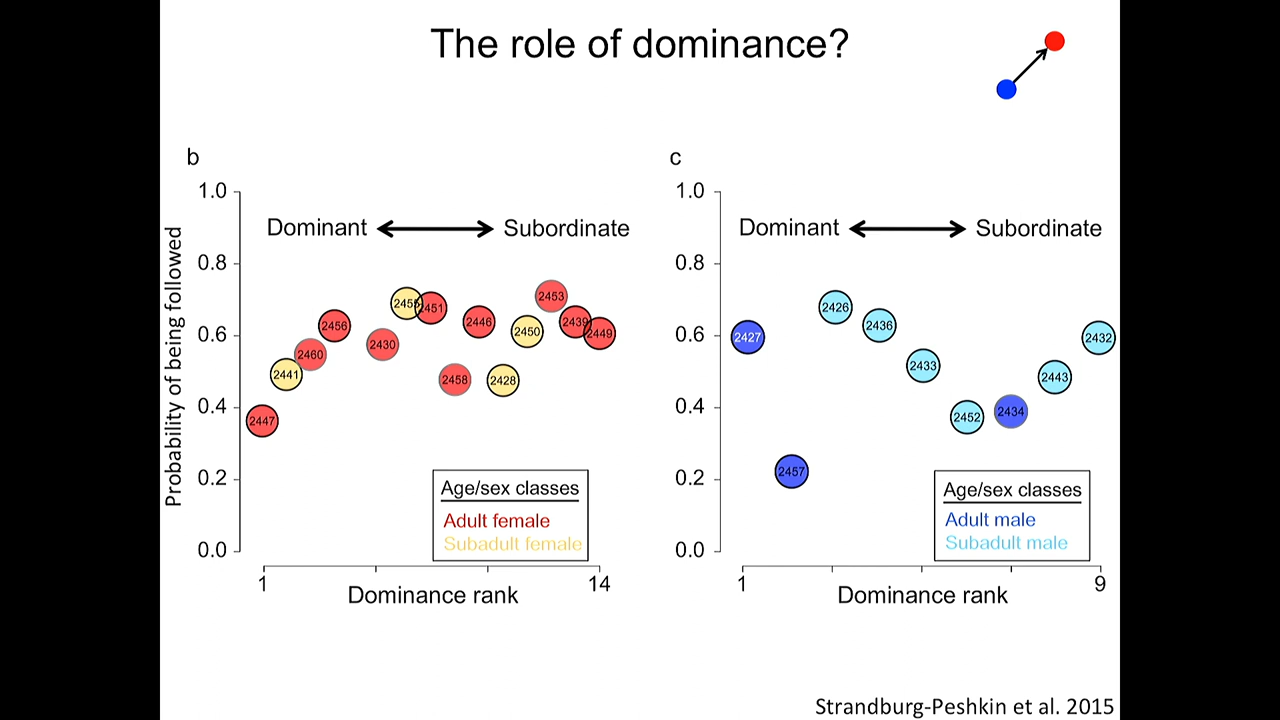 The role of dominance?
b
1.0
0.8
0.6
0.4
0.2
0.0
Probability of being followed
Dominant
Subordinate
2447
2441
2460
2456
2430
2455
2451
2458
2446
2428
2450
2453
2439
2449
Age/sex classes
Adult female
Subadult female
1
14
Dominance rank
c
1.0
0.8
0.6
0.4
0.2
0.0
Dominant
Subordinate
2427
2457
2426
2436
2433
2452
2434
2443
2432
Age/sex classes
Adult male
Subadult male
1
9
Dominance rank
Strandburg-Peshkin et al. 2015